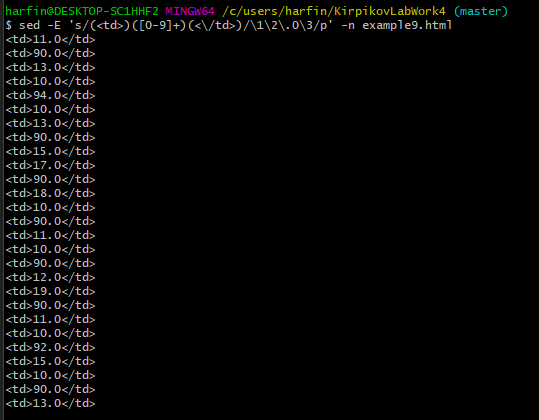 harfin@DESKTOP-SC1HHF2 MINGW64 /c/users/harfin/KirpikovLabWork4 (master)
$ sed -E 's/(<td>)([0-9]+)(<\/td>)/\1\2\.0\3/p' -n example9.html
<td>11.0</td>
<td>90.0</td>
<td>13.0</td>
<td>10.0</td>
<td>94.0</td>
<td>10.0</td>
<td>13.0</td>
<td>90.0</td>
<td>15.0</td>
<td>17.0</td>
<td>90.0</td>
<td>18.0</td>
<td>10.0</td>
<td>90.0</td>
<td>11.0</td>
<td>10.0</td>
<td>90.0</td>
<td>12.0</td>
<td>19.0</td>
<td>90.0</td>
<td>11.0</td>
<td>10.0</td>
<td>92.0</td>
<td>15.0</td>
<td>10.0</td>
<td>90.0</td>
<td>13.0</td>